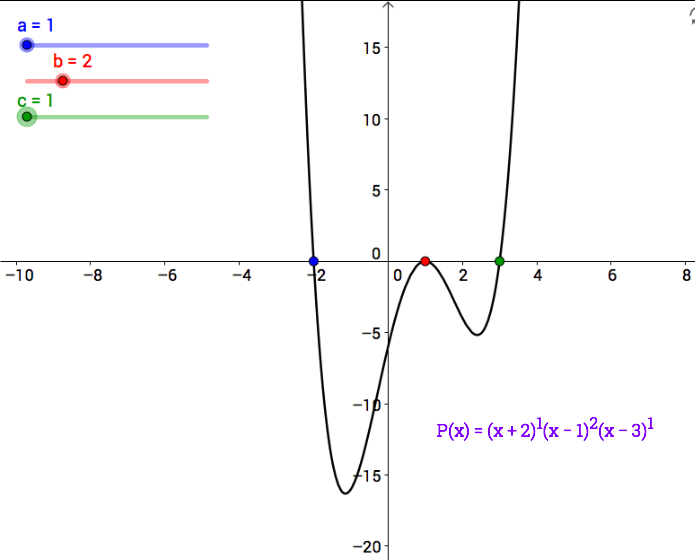 a = 1
b = 2
c = 1
15
10
5
0
−10 −8 −6 −4 −2 0 2 4 6 8
−5
−10
P(x) = (x + 2)¹(x − 1)²(x − 3)¹
−15
−20